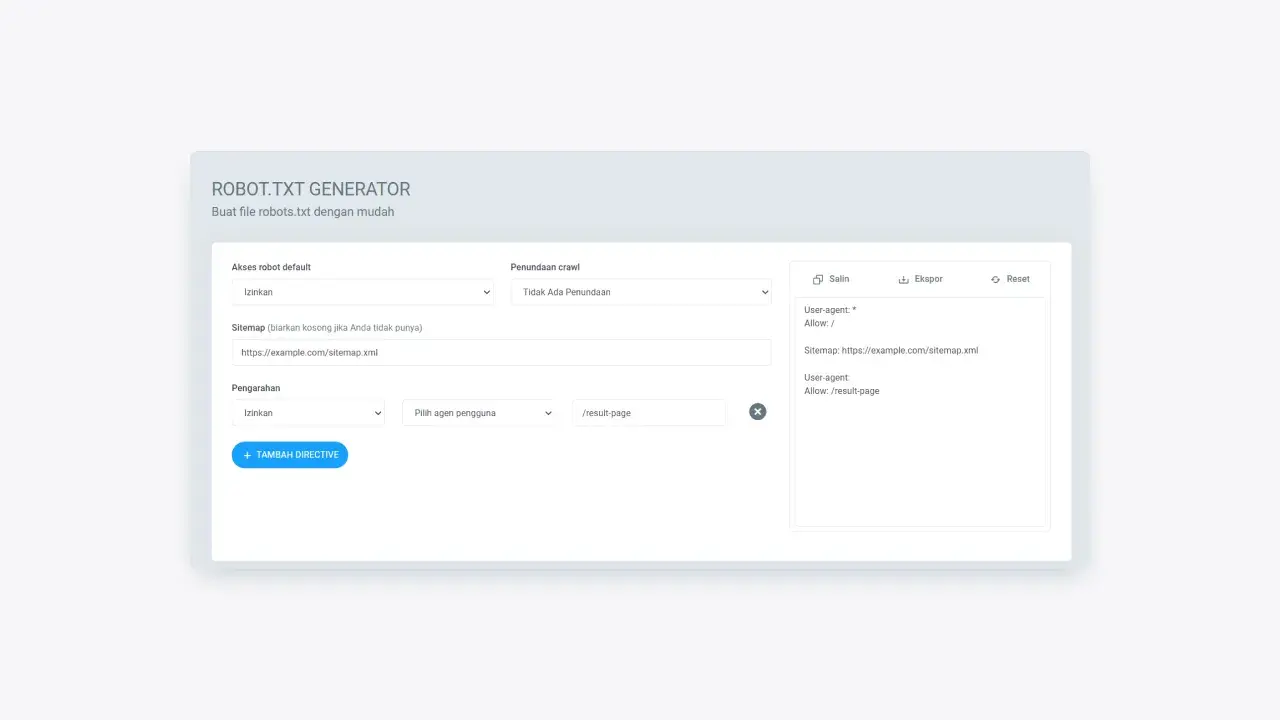 ROBOT.TXT GENERATOR
Buat file robots.txt dengan mudah
Akses robot default
Izinkan
Penundaan crawl
Tidak Ada Penundaan
Sitemap (biarkan kosong jika Anda tidak punya)
https://example.com/sitemap.xml
Pengarahan
Izinkan
Pilih agen pengguna
/result-page
+ TAMBAH DIRECTIVE
Salin
Ekspor
Reset
User-agent: *
Allow: /
Sitemap: https://example.com/sitemap.xml
User-agent:
Allow: /result-page